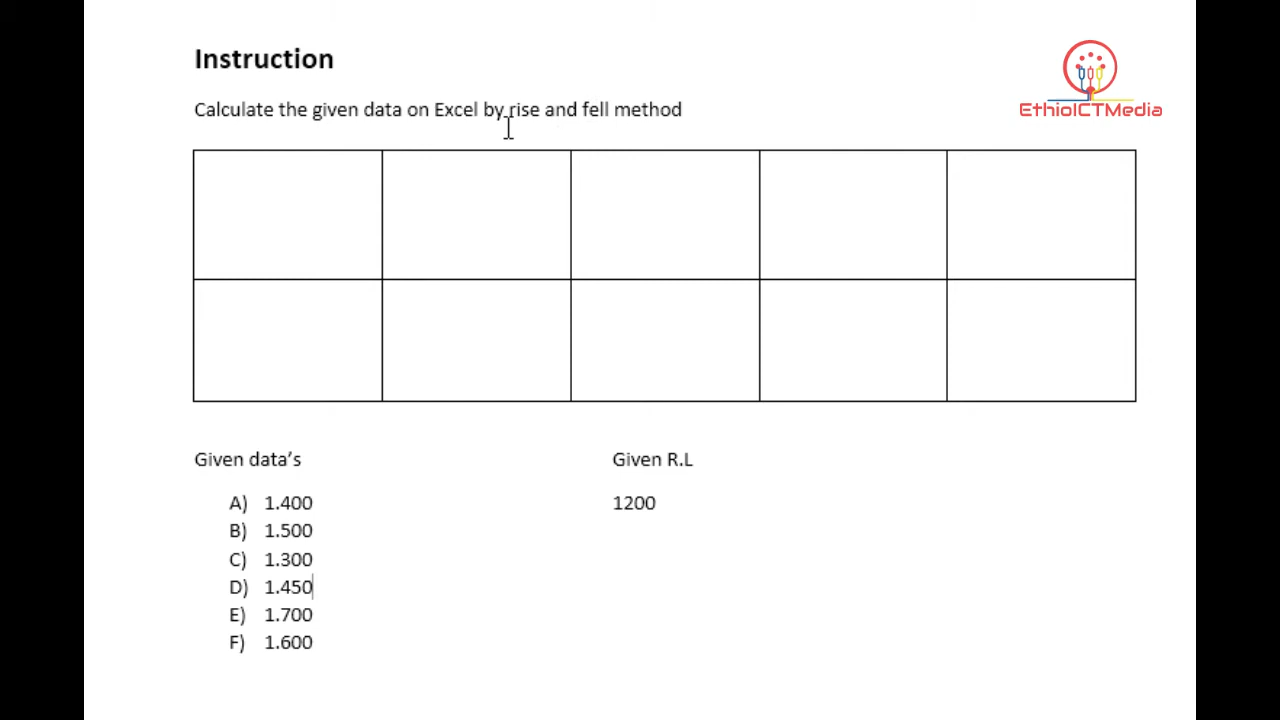 Instruction
EthioICTMedia
Calculate the given data on Excel by rise and fell method
Given data’s
Given R.L
A) 1.400
1200
B) 1.500
C) 1.300
D) 1.450
E) 1.700
F) 1.600